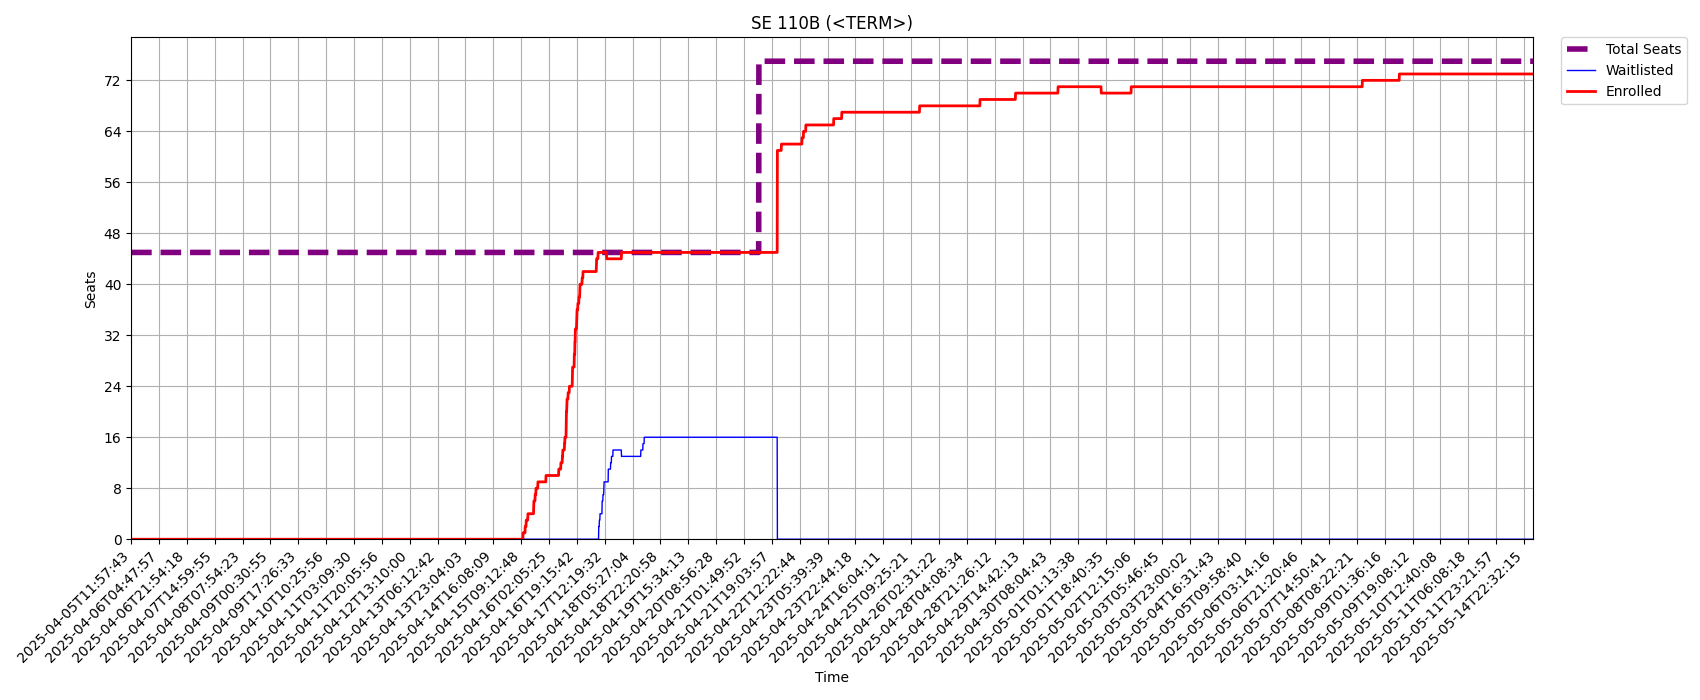 SE 110B (<TERM>)
Total Seats
Waitlisted
Enrolled
Seats
72
64
56
48
40
32
24
16
8
0
2025-04-05T11:57:43
2025-04-06T04:47:57
2025-04-06T21:54:18
2025-04-07T14:59:55
2025-04-08T07:54:23
2025-04-09T00:30:55
2025-04-09T17:26:33
2025-04-10T10:25:56
2025-04-11T03:09:30
2025-04-11T20:05:56
2025-04-12T13:10:00
2025-04-13T06:12:42
2025-04-13T23:04:03
2025-04-14T16:08:09
2025-04-15T09:12:48
2025-04-16T02:05:25
2025-04-16T19:15:42
2025-04-17T12:19:32
2025-04-18T05:27:04
2025-04-18T22:20:58
2025-04-19T15:34:13
2025-04-20T08:56:28
2025-04-21T01:49:52
2025-04-21T19:03:57
2025-04-22T12:22:44
2025-04-23T05:39:39
2025-04-23T22:44:18
2025-04-24T16:04:11
2025-04-25T09:25:21
2025-04-26T02:31:22
2025-04-28T04:08:34
2025-04-28T21:26:12
2025-04-29T14:42:13
2025-04-30T08:04:43
2025-05-01T01:13:38
2025-05-01T18:40:35
2025-05-02T12:15:06
2025-05-03T05:46:45
2025-05-03T23:00:02
2025-05-04T16:31:43
2025-05-05T09:58:40
2025-05-06T03:14:16
2025-05-06T21:20:46
2025-05-07T14:50:41
2025-05-08T08:22:21
2025-05-09T01:36:16
2025-05-09T19:08:12
2025-05-10T12:40:08
2025-05-11T06:08:18
2025-05-11T23:21:57
2025-05-14T22:32:15
Time